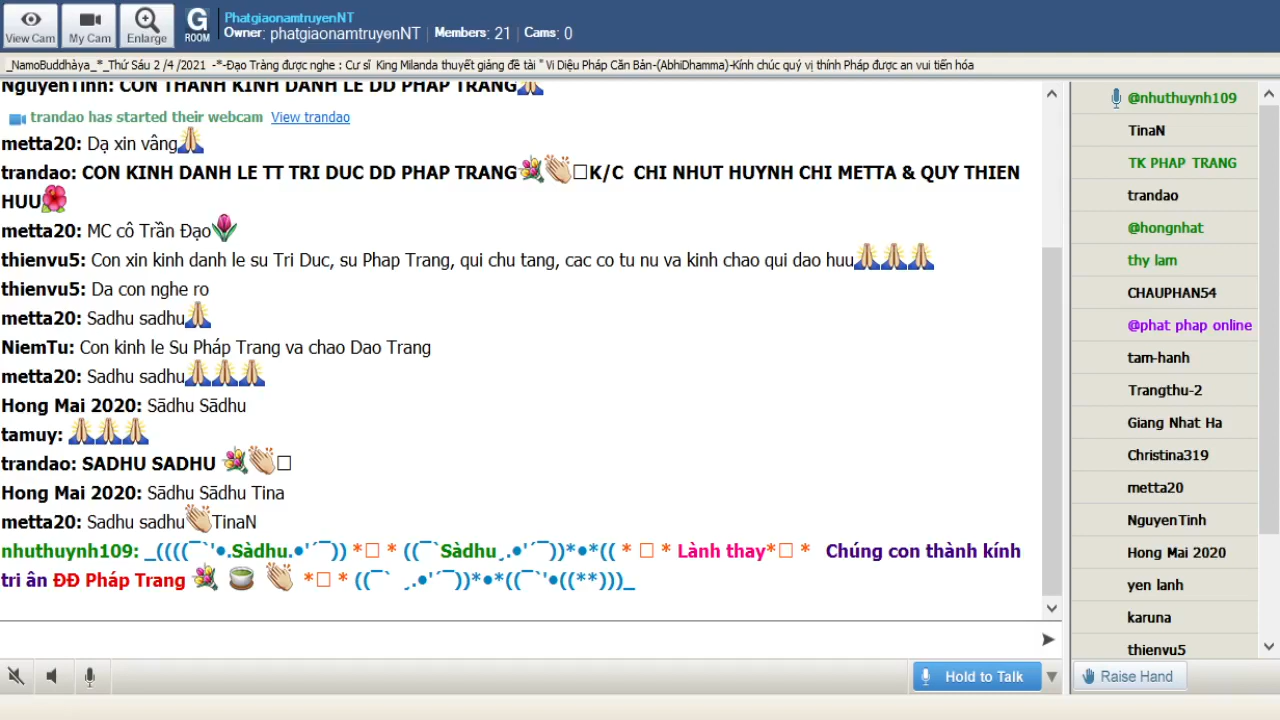 View Cam
My Cam
Enlarge
G
ROOM
PhatgiaonamtruyenNT
Owner: phatgiaonamtruyenNT | Members: 21 | Cams: 0
_NamoBuddhàya_*_Thứ Sáu 2 /4 /2021 -*-Đạo Tràng được nghe : Cư sĩ King Milanda thuyết giảng đề tài " Vi Diệu Pháp Căn Bản-(AbhiDhamma)-Kính chúc quý vị thính Pháp được an vui tiến hóa
NguyenTinh: CON THANH KINH DANH LE DD PHAP TRANG🙏
trandao has started their webcam View trandao
metta20: Dạ xin vâng🙏
trandao: CON KINH DANH LE TT TRI DUC DD PHAP TRANG💐👏□K/C CHI NHUT HUYNH CHI METTA & QUY THIEN
HUU🌺
metta20: MC cô Trần Đạo🌷
thienvu5: Con xin kinh danh le su Tri Duc, su Phap Trang, qui chu tang, cac co tu nu va kinh chao qui dao huu🙏🙏🙏
thienvu5: Da con nghe ro
metta20: Sadhu sadhu🙏
NiemTu: Con kinh le Su Pháp Trang va chao Dao Trang
metta20: Sadhu sadhu🙏🙏🙏
Hong Mai 2020: Sādhu Sādhu
tamuy: 🙏🙏🙏
trandao: SADHU SADHU 💐👏□
Hong Mai 2020: Sādhu Sādhu Tina
metta20: Sadhu sadhu👏TinaN
nhuthuynh109: _((((¯`'•.Sàdhu.•'´¯)) *□ * ((¯`Sàdhu¸.•'´¯))*•*(( * □ * Lành thay*□ * Chúng con thành kính
tri ân ĐĐ Pháp Trang 💐 🍵 👏 *□ * ((¯` ¸.•'´¯))*•*((¯`'•((**)))_
Hold to Talk
@nhuthuynh109
TinaN
TK PHAP TRANG
trandao
@hongnhat
thy lam
CHAUPHAN54
@phat phap online
tam-hanh
Trangthu-2
Giang Nhat Ha
Christina319
metta20
NguyenTinh
Hong Mai 2020
yen lanh
karuna
thienvu5
Raise Hand